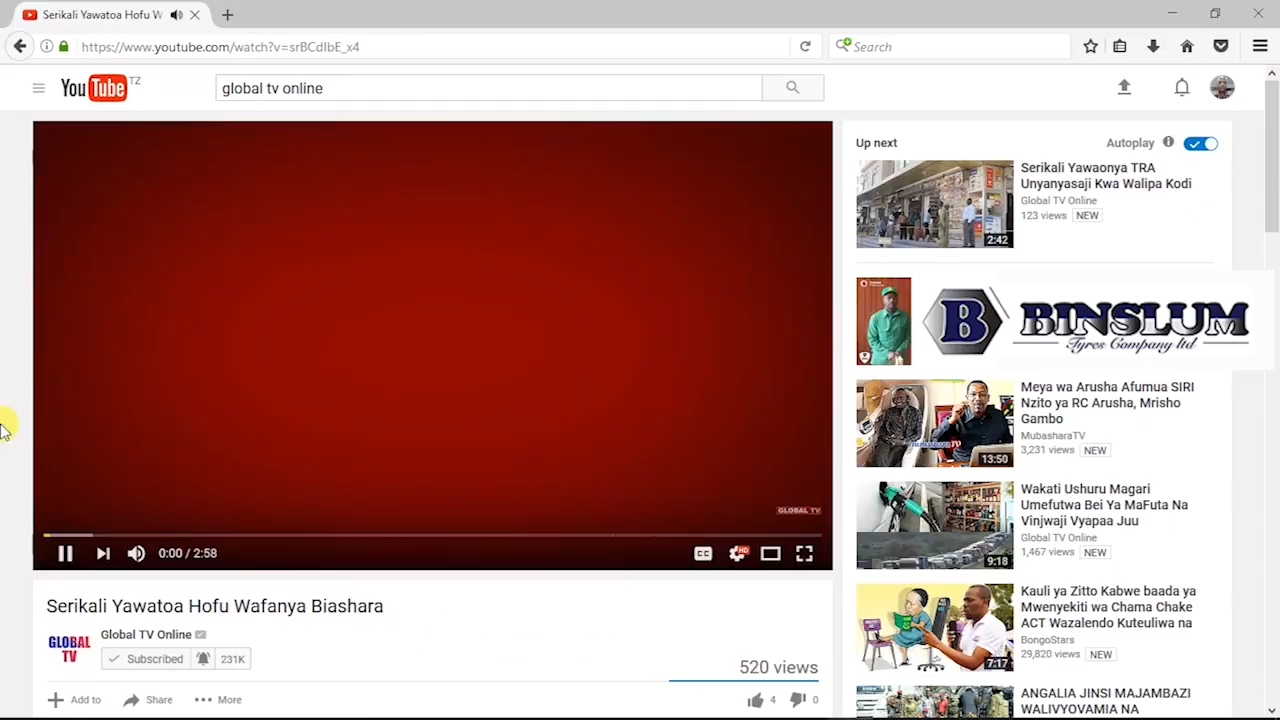 Serikali Yawatoa Hofu W
https://www.youtube.com/watch?v=srBCdIbE_x4
Search
YouTube TZ
global tv online
GLOBAL TV
0:00 / 2:58
CC
HD
Serikali Yawatoa Hofu Wafanya Biashara
GLOBAL TV
Global TV Online
Subscribed 231K
520 views
Add to Share More
4 0
Up next
Autoplay
2:42
Serikali Yawaonya TRA
Unyanyasaji Kwa Walipa Kodi
Global TV Online
123 views NEW
B
BINSLUM
Tyres Company ltd
13:50
Meya wa Arusha Afumua SIRI
Nzito ya RC Arusha, Mrisho
Gambo
MubasharaTV
3,231 views NEW
9:18
Wakati Ushuru Magari
Umefutwa Bei Ya MaFuta Na
Vinjwaji Vyapaa Juu
Global TV Online
1,467 views NEW
7:17
Kauli ya Zitto Kabwe baada ya
Mwenyekiti wa Chama Chake
ACT Wazalendo Kuteuliwa na
BongoStars
29,820 views NEW
ANGALIA JINSI MAJAMBAZI
WALIVYOVAMIA NA